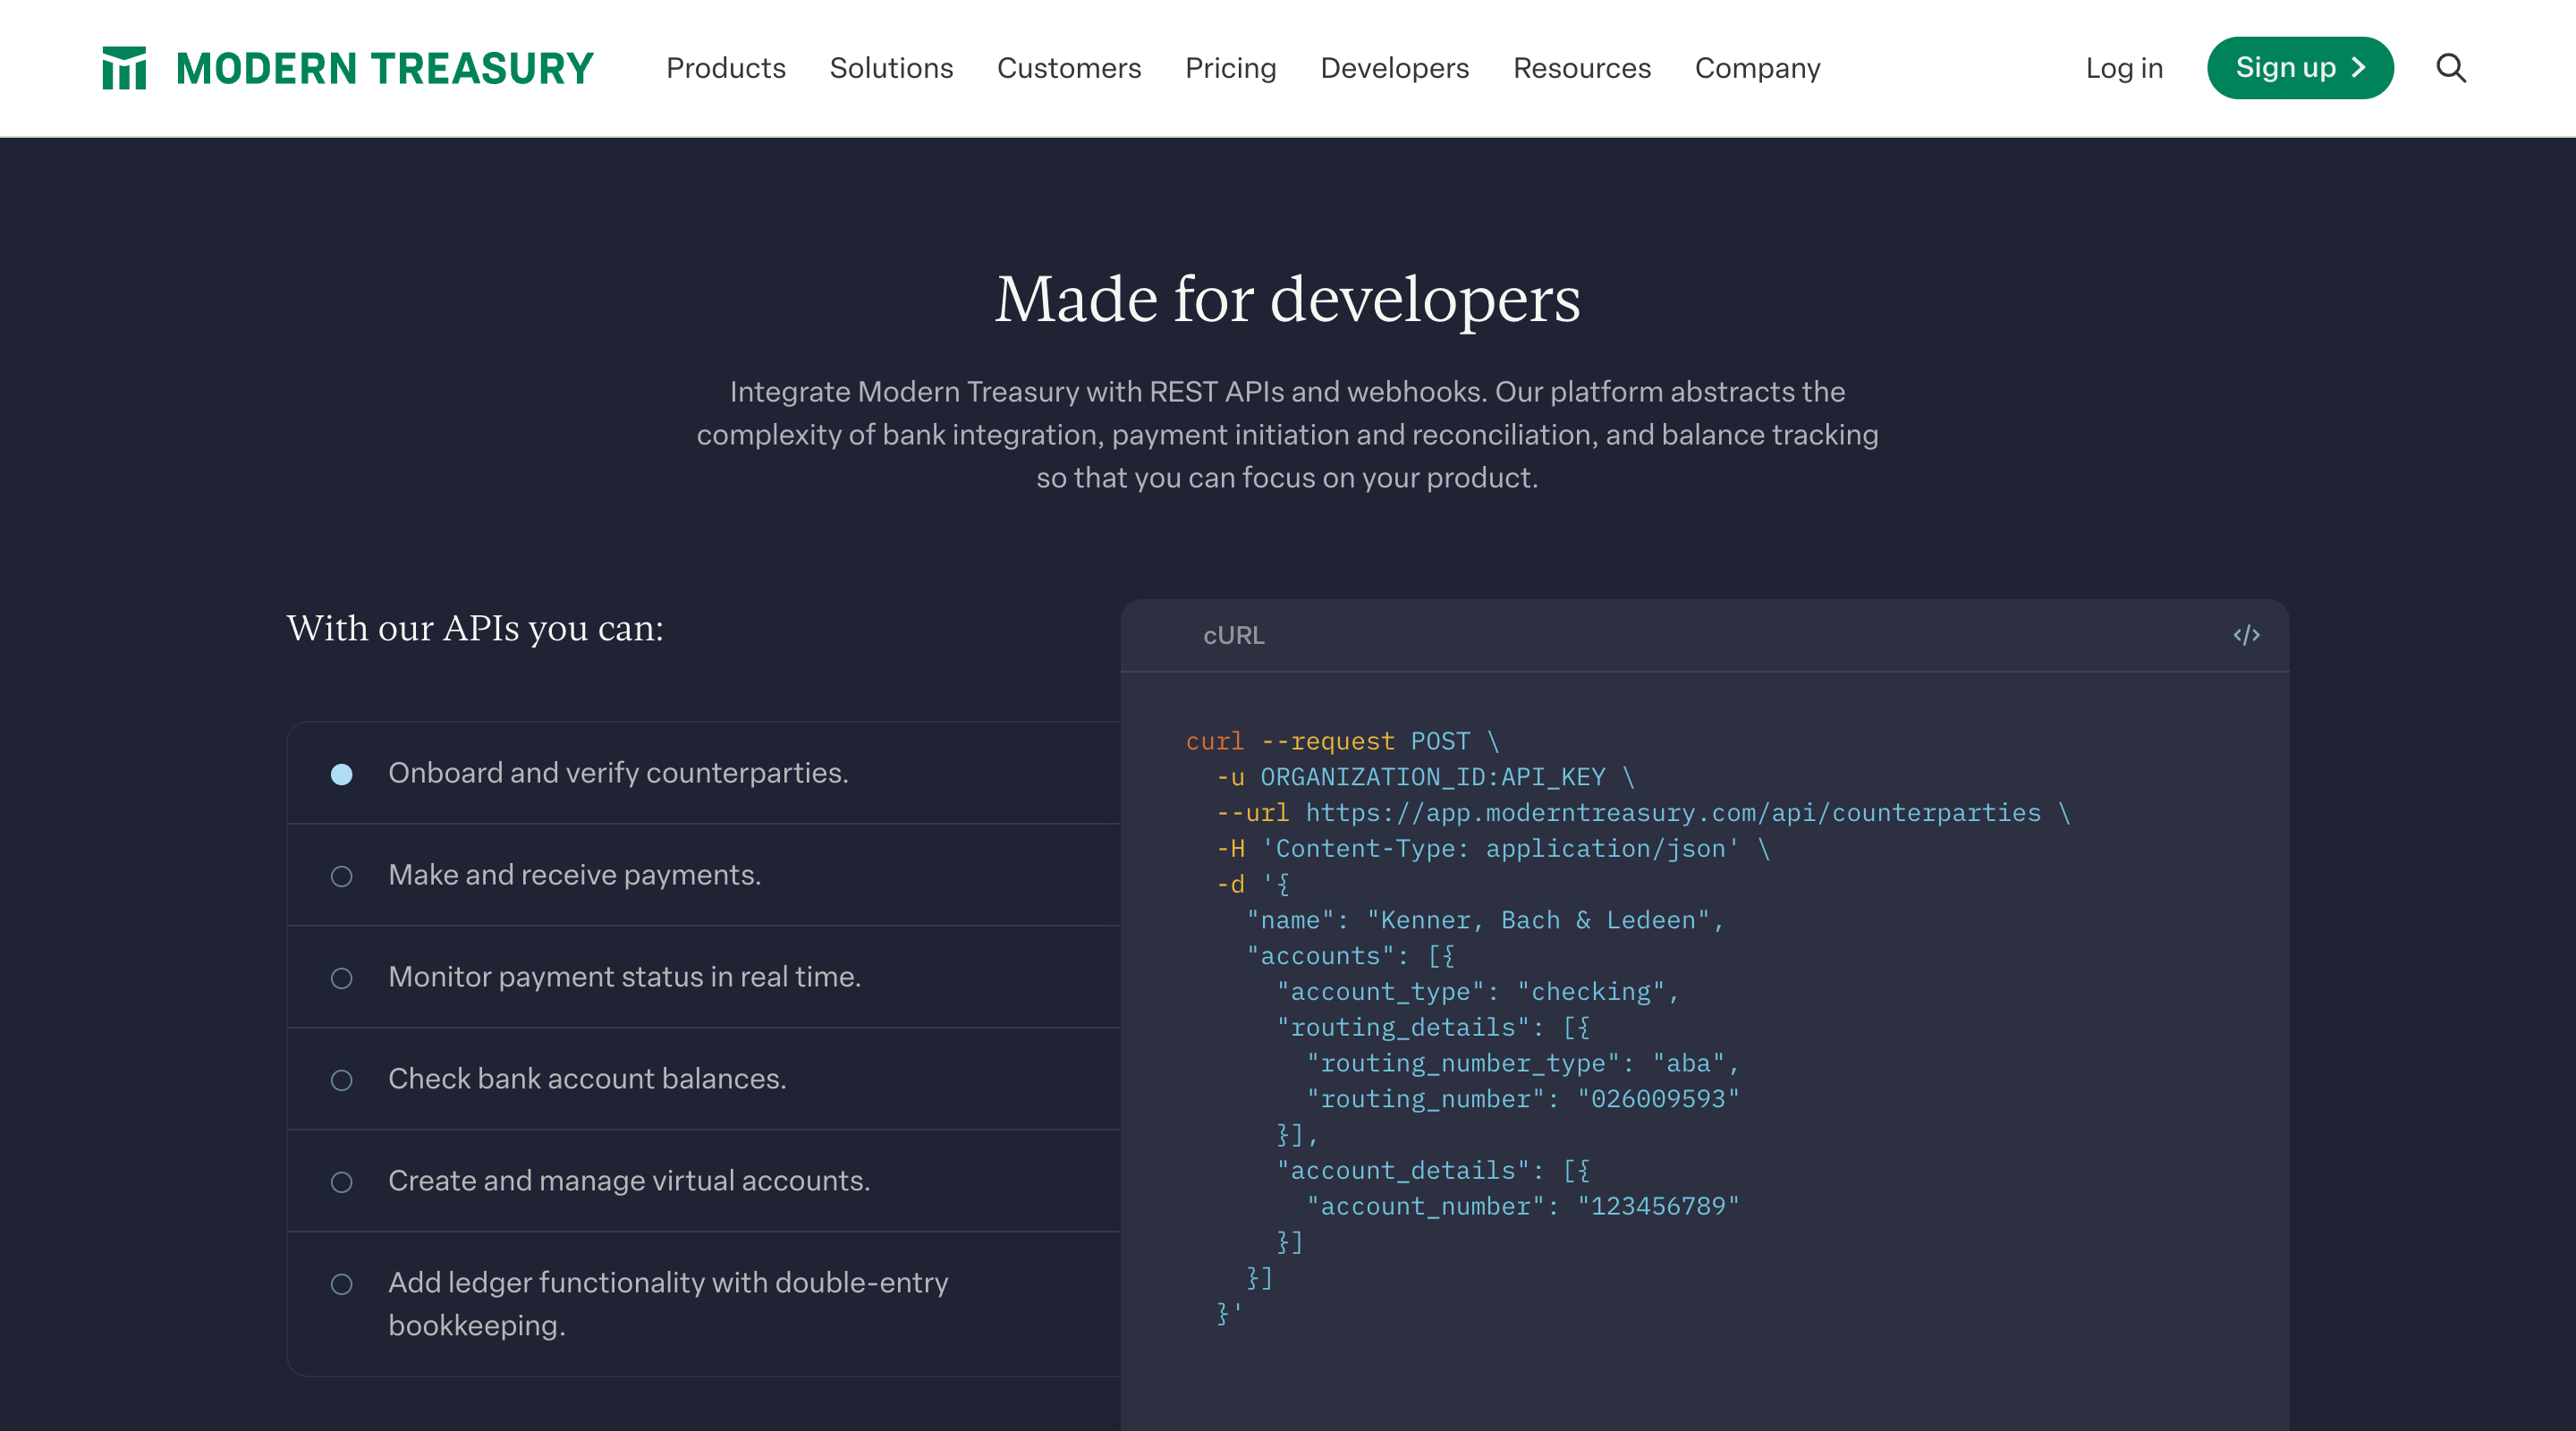 MODERN TREASURY
Products
Solutions
Customers
Pricing
Developers
Resources
Company
Log in
Sign up
Made for developers
Integrate Modern Treasury with REST APIs and webhooks. Our platform abstracts the
complexity of bank integration, payment initiation and reconciliation, and balance tracking
so that you can focus on your product.
With our APIs you can:
Onboard and verify counterparties.
Make and receive payments.
Monitor payment status in real time.
Check bank account balances.
Create and manage virtual accounts.
Add ledger functionality with double-entry
bookkeeping.
cURL
</>
curl --request POST \
  -u ORGANIZATION_ID:API_KEY \
  --url https://app.moderntreasury.com/api/counterparties \
  -H 'Content-Type: application/json' \
  -d '{
    "name": "Kenner, Bach & Ledeen",
    "accounts": [{
      "account_type": "checking",
      "routing_details": [{
        "routing_number_type": "aba",
        "routing_number": "026009593"
      }],
      "account_details": [{
        "account_number": "123456789"
      }]
    }]
  }'